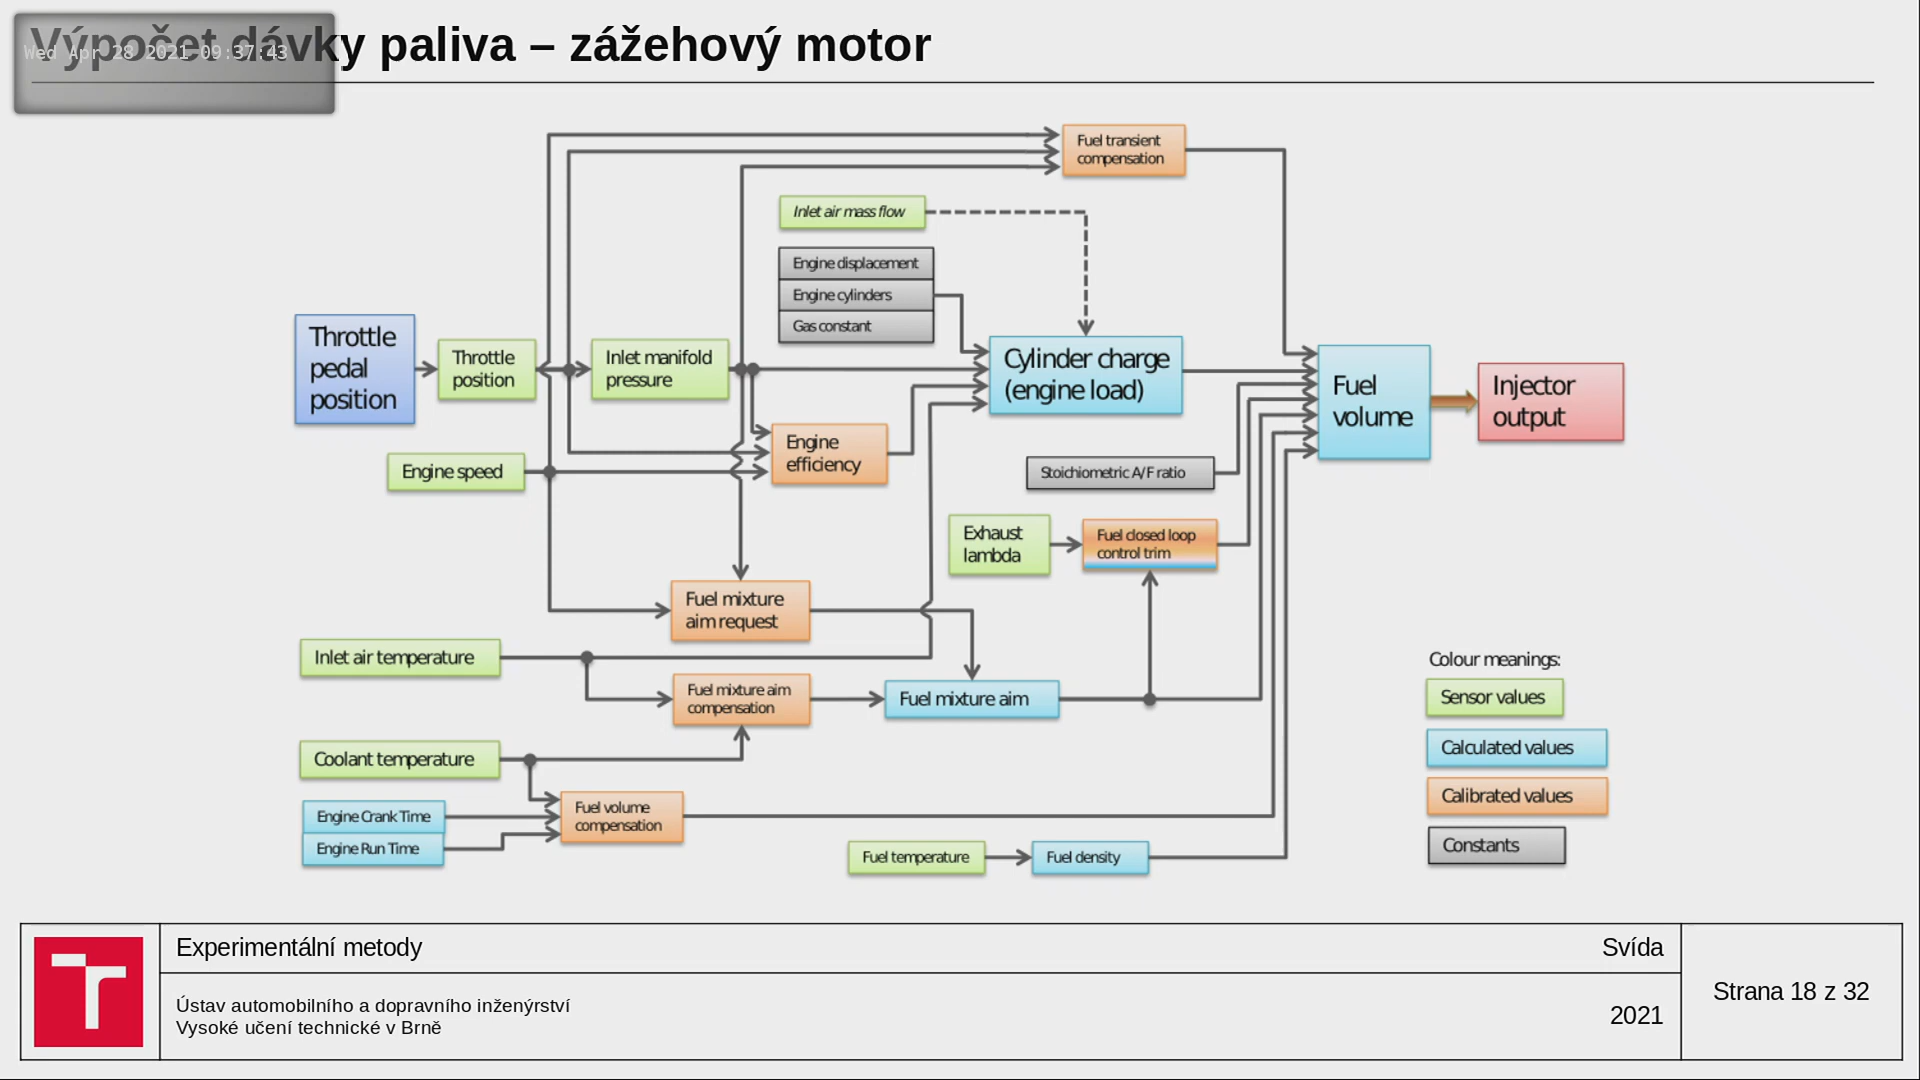 Výpočet dávky paliva – zážehový motor
Wed Apr 28 2021 09:37:43
Fuel transient
compensation
Inlet air mass flow
Engine displacement
Engine cylinders
Gas constant
Throttle
pedal
position
Throttle
position
Inlet manifold
pressure
Cylinder charge
(engine load)
Fuel
volume
Injector
output
Engine
efficiency
Engine speed
Stoichiometric A/F ratio
Exhaust
lambda
Fuel closed loop
control trim
Fuel mixture
aim request
Inlet air temperature
Fuel mixture aim
compensation
Fuel mixture aim
Coolant temperature
Engine Crank Time
Engine Run Time
Fuel volume
compensation
Fuel temperature
Fuel density
Colour meanings:
Sensor values
Calculated values
Calibrated values
Constants
Experimentální metody
Svída
Ústav automobilního a dopravního inženýrství
Vysoké učení technické v Brně
2021
Strana 18 z 32